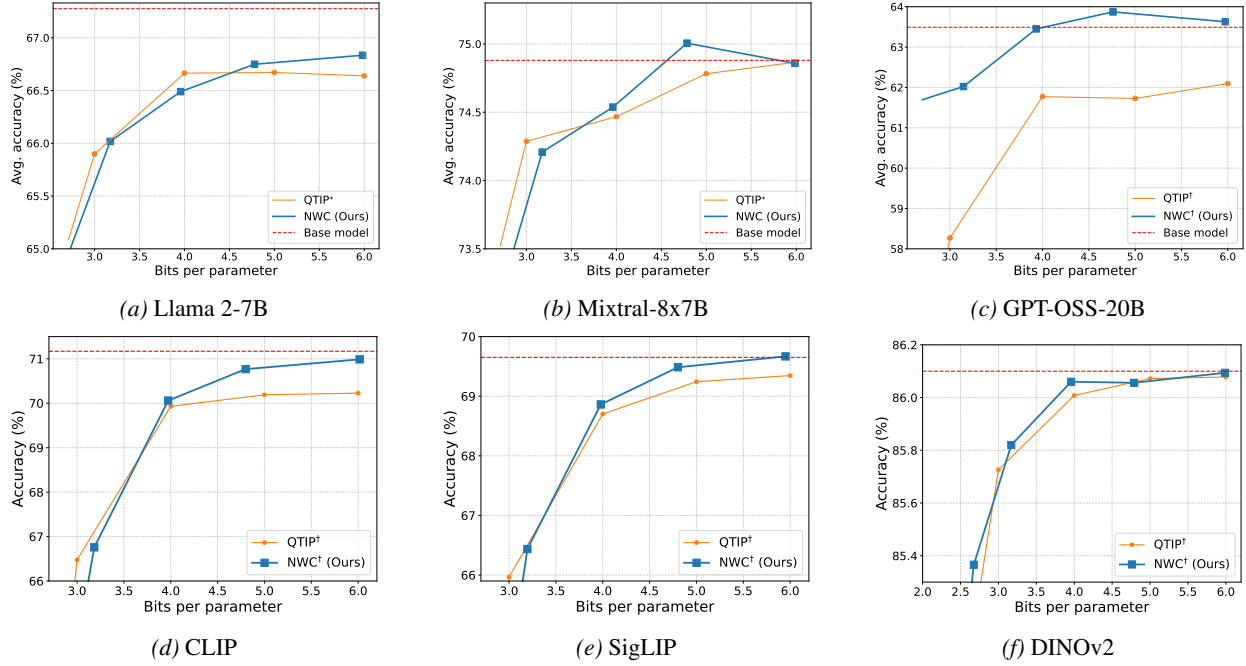 67.0
66.5
66.0
65.5
65.0
Avg. accuracy (%)
3.0 3.5 4.0 4.5 5.0 5.5 6.0
Bits per parameter
QTIP*
NWC (Ours)
Base model
(a) Llama 2-7B
75.0
74.5
74.0
73.5
Avg. accuracy (%)
3.0 3.5 4.0 4.5 5.0 5.5 6.0
Bits per parameter
QTIP*
NWC (Ours)
Base model
(b) Mixtral-8x7B
64
63
62
61
60
59
58
Avg. accuracy (%)
3.0 3.5 4.0 4.5 5.0 5.5 6.0
Bits per parameter
QTIP†
NWC† (Ours)
Base model
(c) GPT-OSS-20B
71
70
69
68
67
66
Accuracy (%)
3.0 3.5 4.0 4.5 5.0 5.5 6.0
Bits per parameter
QTIP†
NWC† (Ours)
(d) CLIP
70
69
68
67
66
Accuracy (%)
3.0 3.5 4.0 4.5 5.0 5.5 6.0
Bits per parameter
QTIP†
NWC† (Ours)
(e) SigLIP
86.2
86.0
85.8
85.6
85.4
Accuracy (%)
2.0 2.5 3.0 3.5 4.0 4.5 5.0 5.5 6.0
Bits per parameter
QTIP†
NWC† (Ours)
(f) DINOv2